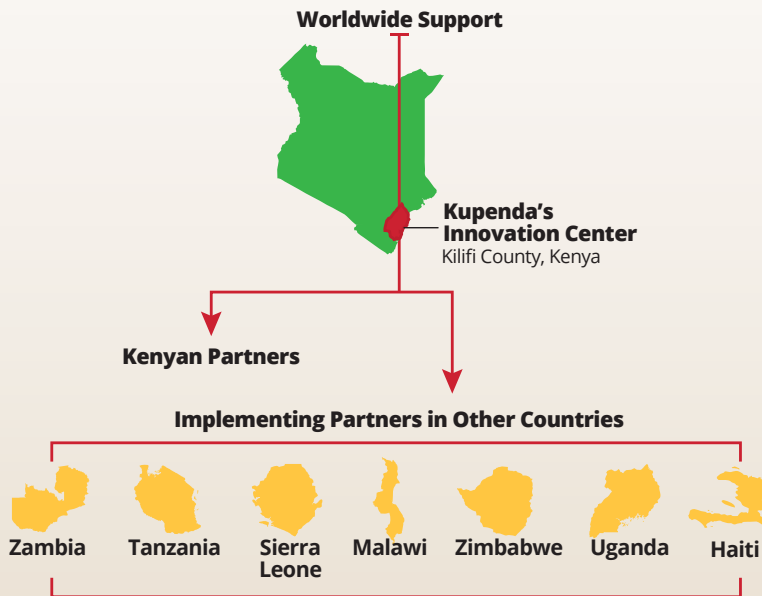 Worldwide Support
Kupenda’s
Innovation Center
Kilifi County, Kenya
Kenyan Partners
Implementing Partners in Other Countries
Zambia
Tanzania
Sierra
Leone
Malawi
Zimbabwe
Uganda
Haiti